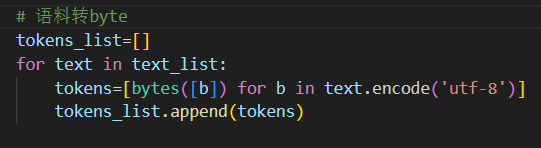 # 语料转byte
tokens_list=[]
for text in text_list:
    tokens=[bytes([b]) for b in text.encode('utf-8')]
    tokens_list.append(tokens)